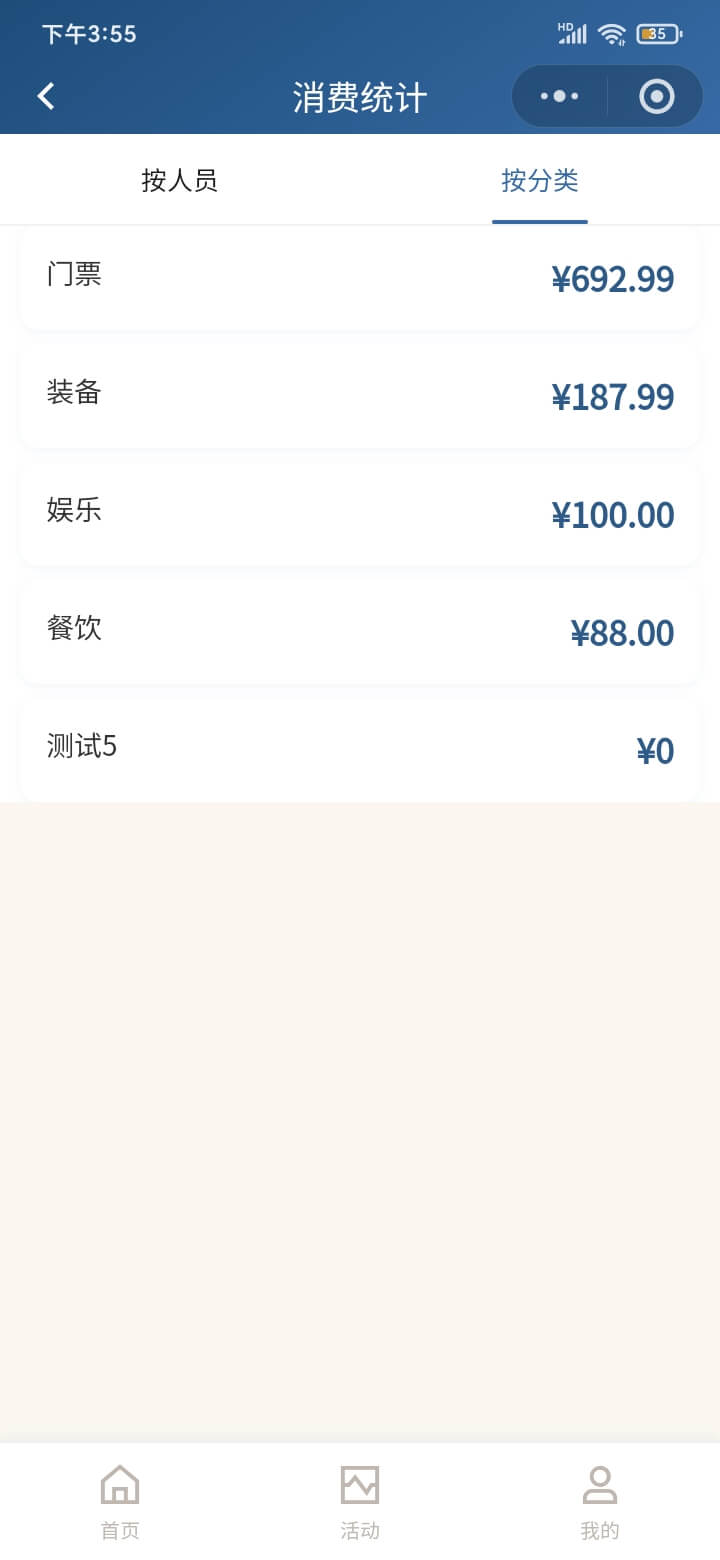 下午3:55
HD
35
消费统计
按人员 按分类
门票 ¥692.99
装备 ¥187.99
娱乐 ¥100.00
餐饮 ¥88.00
测试5 ¥0
首页 活动 我的